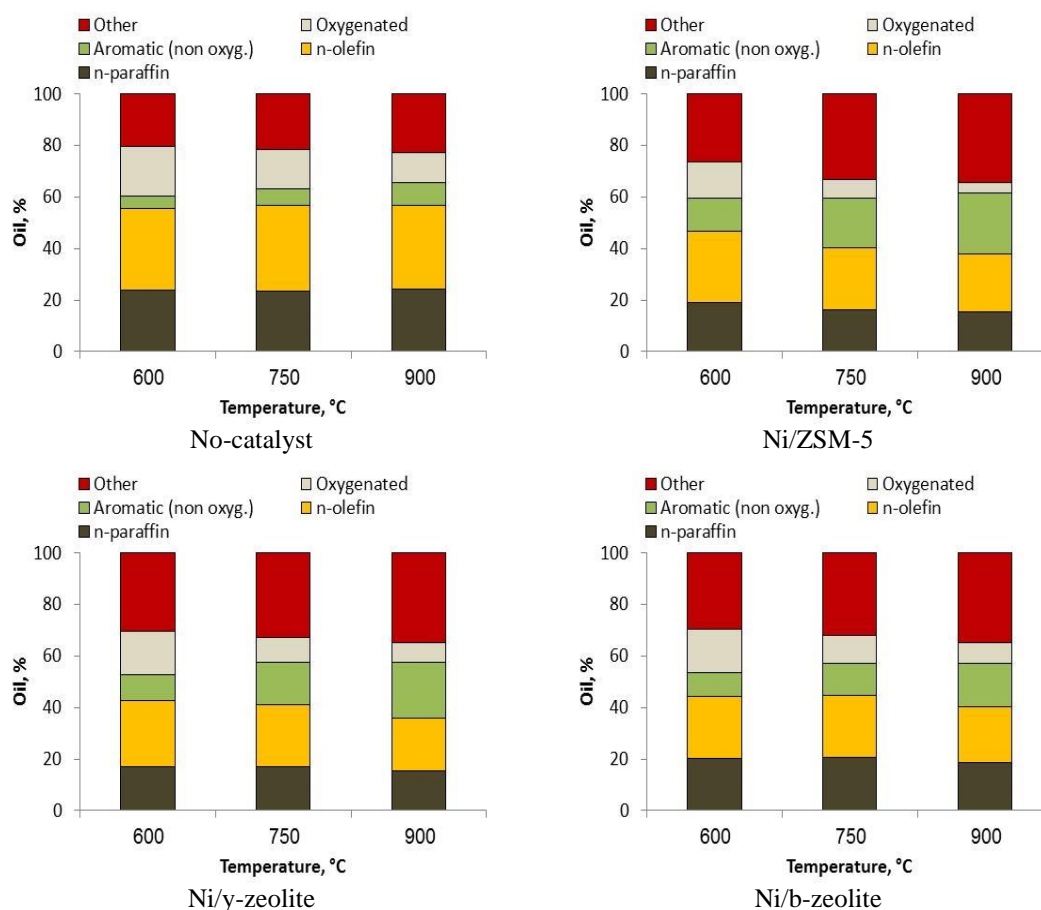 Other Oxygenated
Aromatic (non oxyg.) n-olefin
n-paraffin
100
80
60
40
20
0
Oil, %
600 750 900
Temperature, °C
No-catalyst
Other Oxygenated
Aromatic (non oxyg.) n-olefin
n-paraffin
100
80
60
40
20
0
Oil, %
600 750 900
Temperature, °C
Ni/ZSM-5
Other Oxygenated
Aromatic (non oxyg.) n-olefin
n-paraffin
100
80
60
40
20
0
Oil, %
600 750 900
Temperature, °C
Ni/y-zeolite
Other Oxygenated
Aromatic (non oxyg.) n-olefin
n-paraffin
100
80
60
40
20
0
Oil, %
600 750 900
Temperature, °C
Ni/b-zeolite